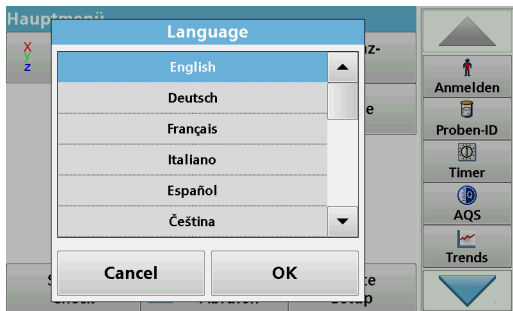 Hauptmenü
Language
x
y
z
English
Deutsch
Français
Italiano
Español
Čeština
Cancel
OK
Anmelden
Proben-ID
Timer
AQS
Trends